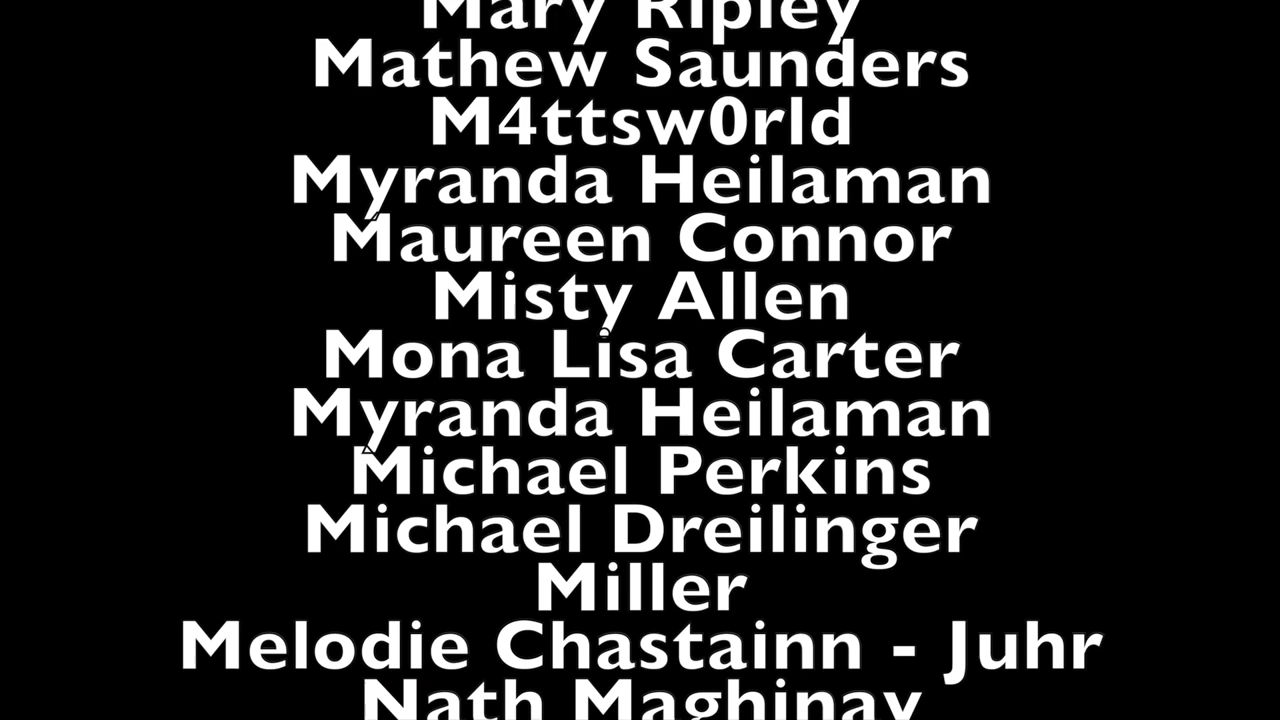 Mary Ripley
Mathew Saunders
M4ttsw0rld
Myranda Heilaman
Maureen Connor
Misty Allen
Mona Lisa Carter
Myranda Heilaman
Michael Perkins
Michael Dreilinger
Miller
Melodie Chastainn - Juhr
Nath Maghinay